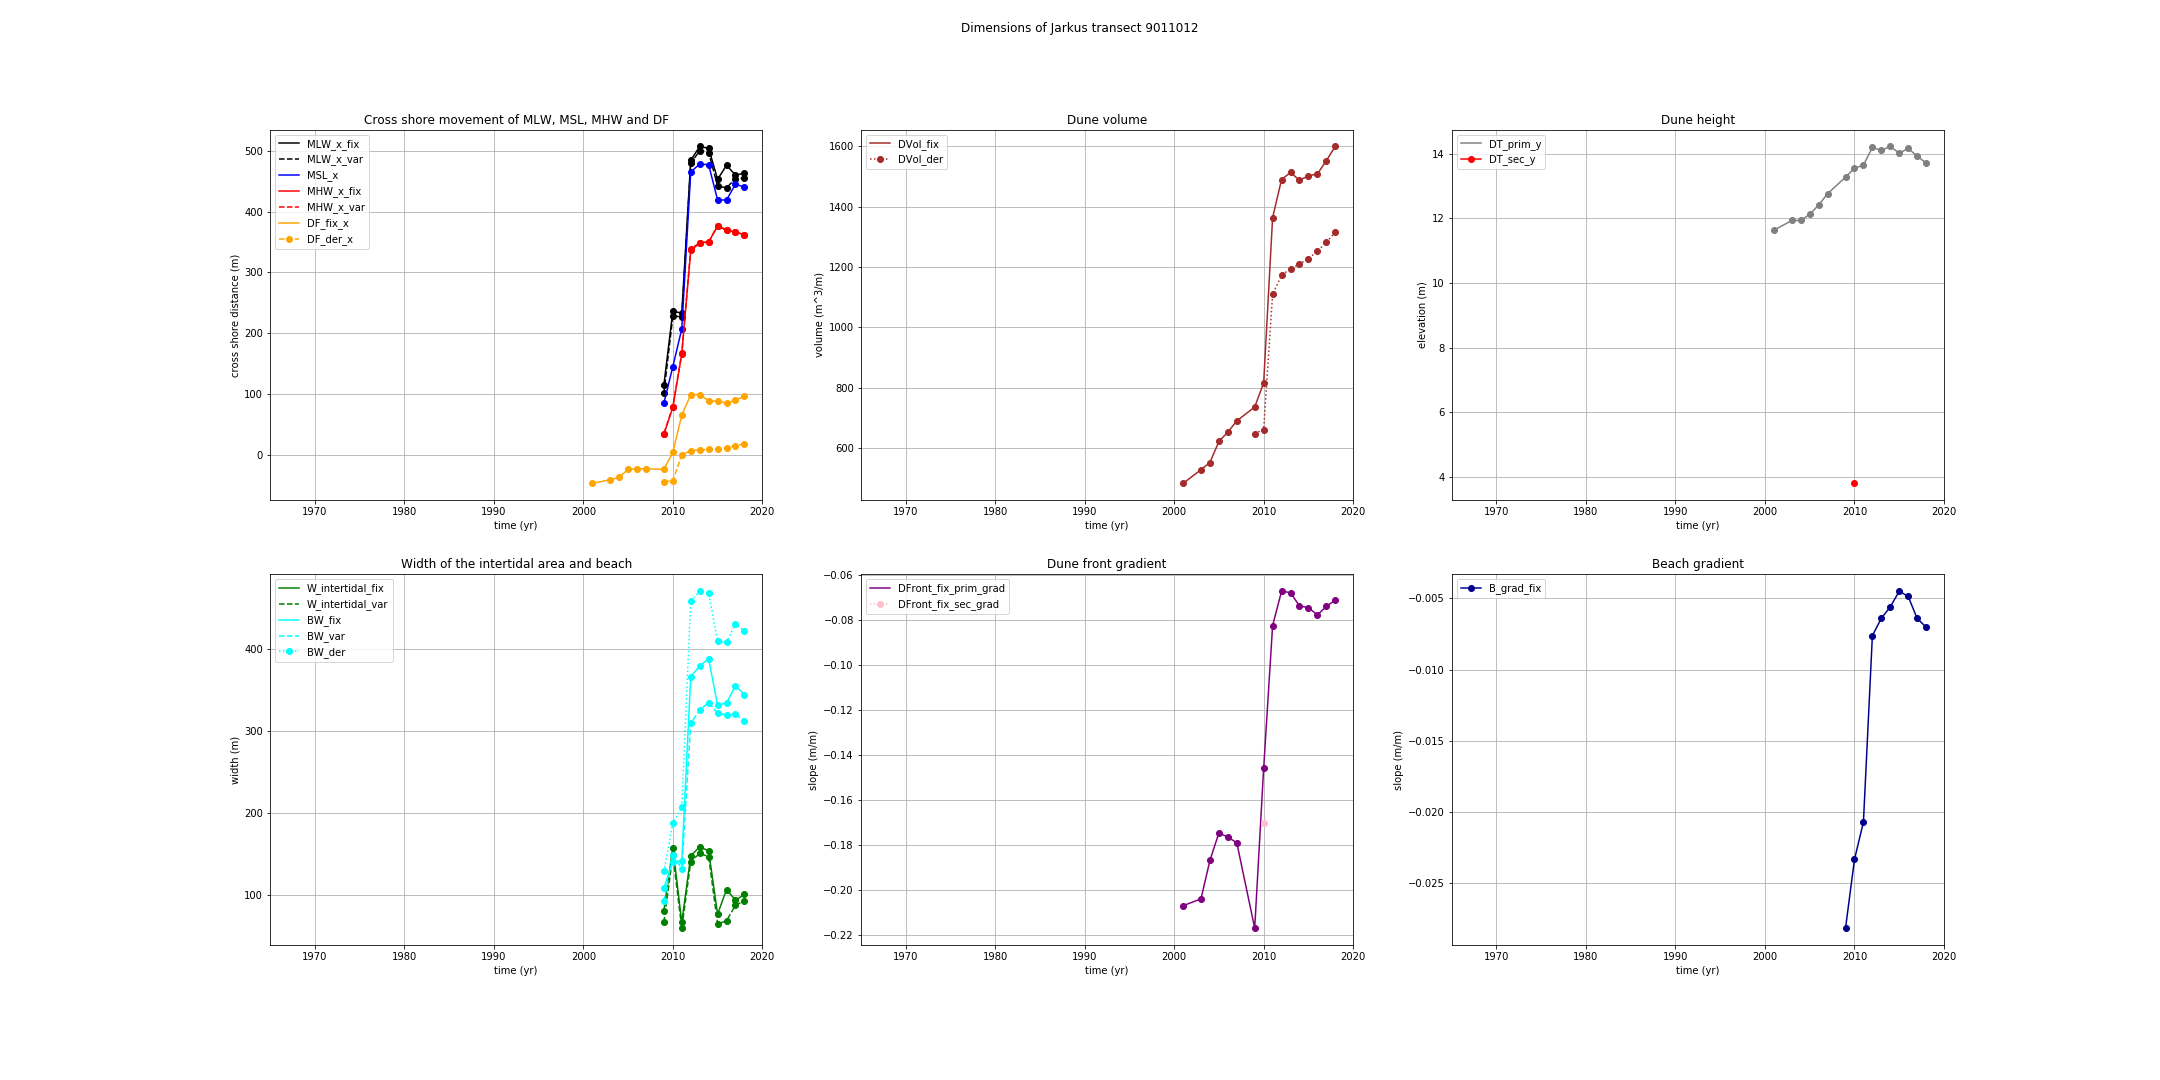 Dimensions of Jarkus transect 9011012
Cross shore movement of MLW, MSL, MHW and DF
MLW_x_fix
MLW_x_var
MSL_x
MHW_x_fix
MHW_x_var
DF_fix_x
DF_der_x
500
400
300
200
100
0
cross shore distance (m)
1970 1980 1990 2000 2010 2020
time (yr)
Dune volume
DVol_fix
DVol_der
1600
1400
1200
1000
800
600
volume (m^3/m)
1970 1980 1990 2000 2010 2020
time (yr)
Dune height
DT_prim_y
DT_sec_y
14
12
10
8
6
4
elevation (m)
1970 1980 1990 2000 2010 2020
time (yr)
Width of the intertidal area and beach
W_intertidal_fix
W_intertidal_var
BW_fix
BW_var
BW_der
400
300
200
100
width (m)
1970 1980 1990 2000 2010 2020
time (yr)
Dune front gradient
DFront_fix_prim_grad
DFront_fix_sec_grad
−0.06
−0.08
−0.10
−0.12
−0.14
−0.16
−0.18
−0.20
−0.22
slope (m/m)
1970 1980 1990 2000 2010 2020
time (yr)
Beach gradient
B_grad_fix
−0.005
−0.010
−0.015
−0.020
−0.025
slope (m/m)
1970 1980 1990 2000 2010 2020
time (yr)